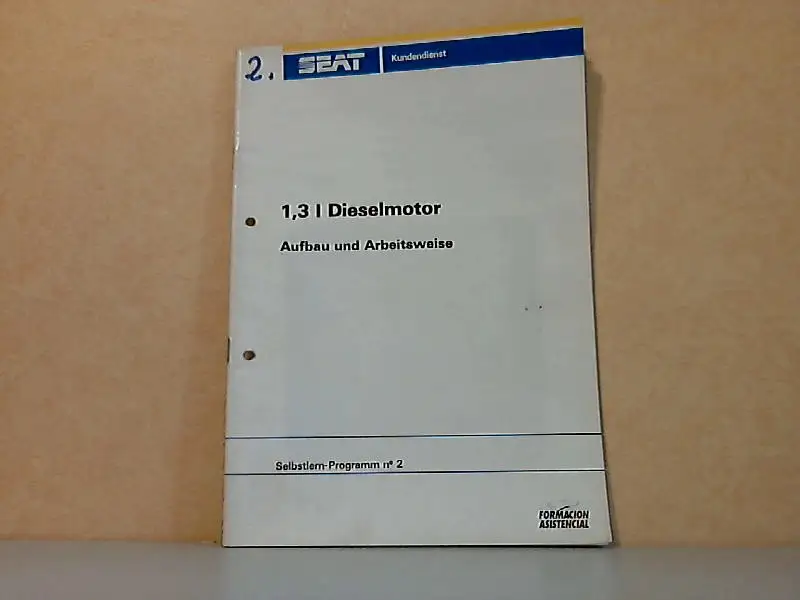 2.
SEAT
Kundendienst
1,3 l Dieselmotor
Aufbau und Arbeitsweise
Selbstlern-Programm nº 2
FORMACION
ASISTENCIAL